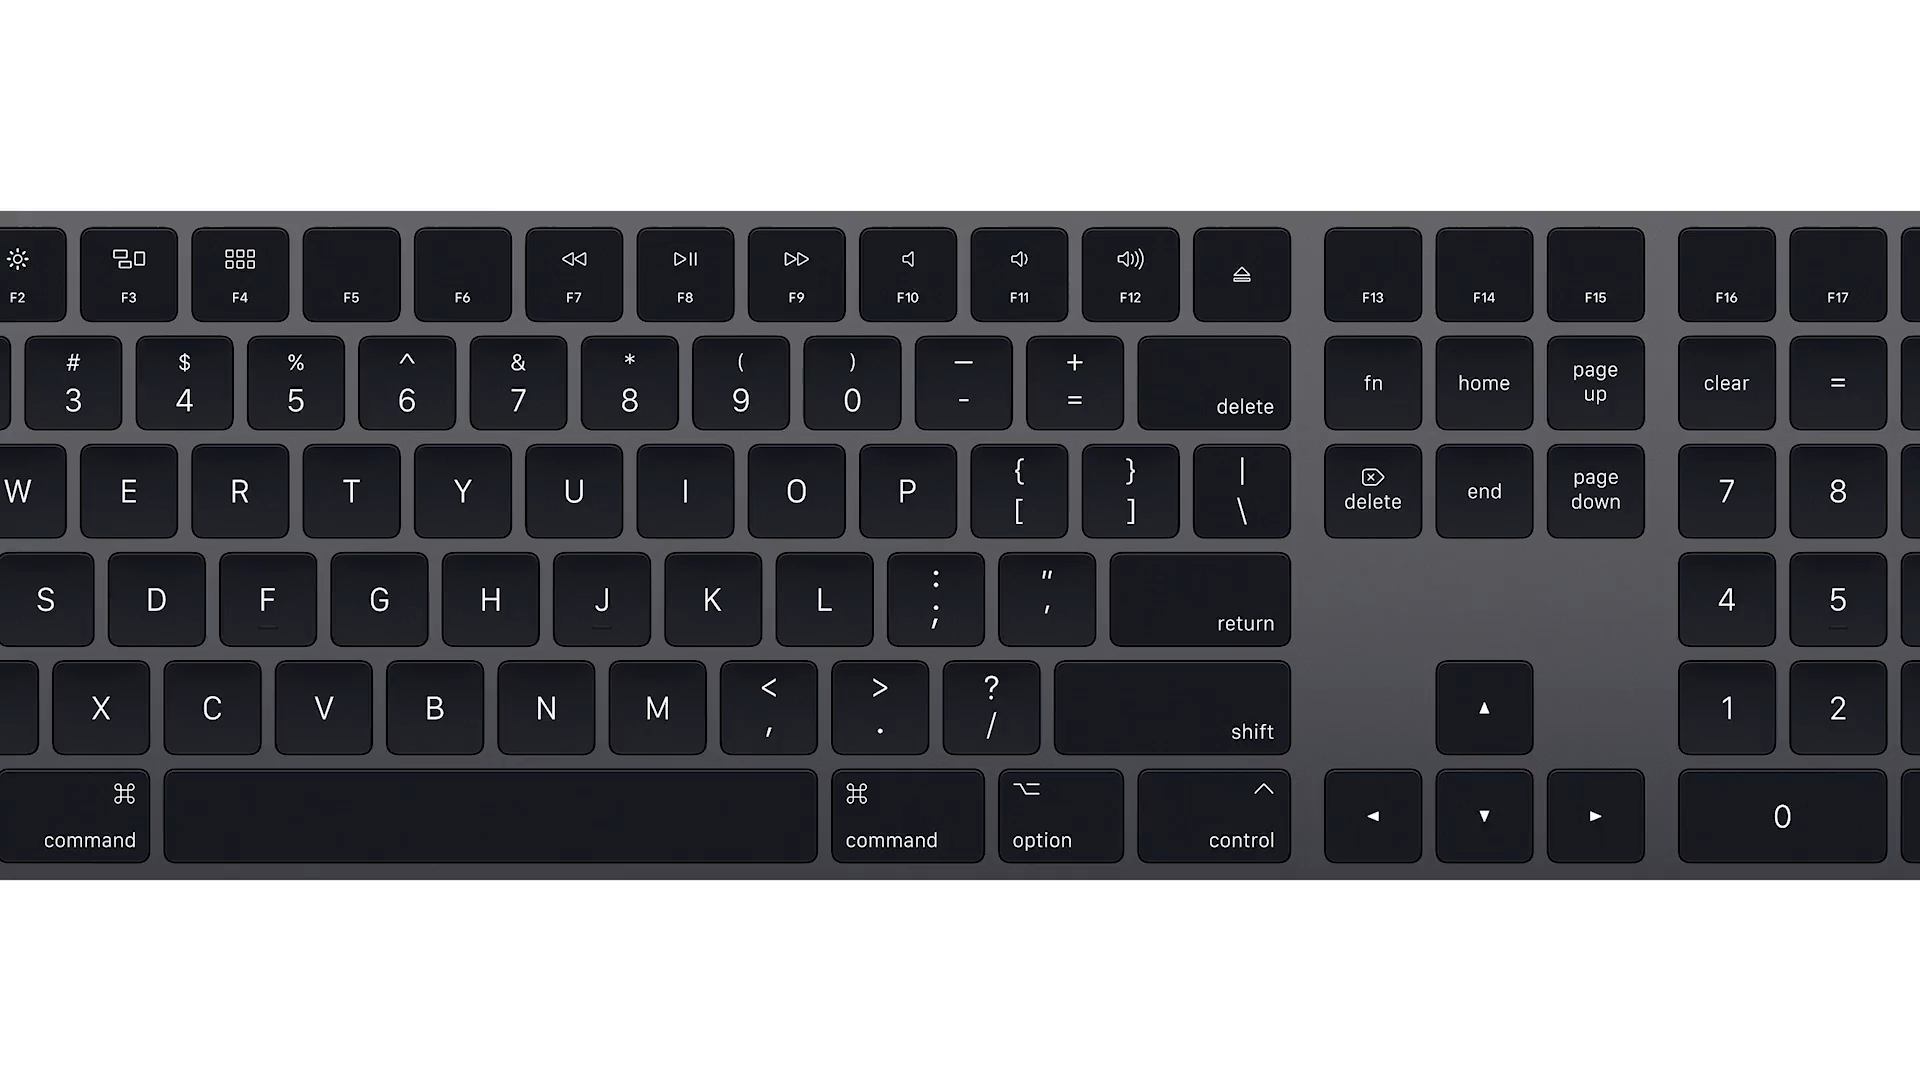 F2 F3 F4 F5 F6 F7 F8 F9 F10 F11 F12 F13 F14 F15 F16 F17
# $ % ^ & * ( ) — +
3 4 5 6 7 8 9 0 - = delete fn home page up clear =
W E R T Y U I O P { } |
[ ] \ delete end page down 7 8
S D F G H J K L : "
; ' return 4 5
X C V B N M < > ?
, . / shift ▲ 1 2
⌘ ⌘ ⌥ ^
command command option control ◄ ▼ ► 0